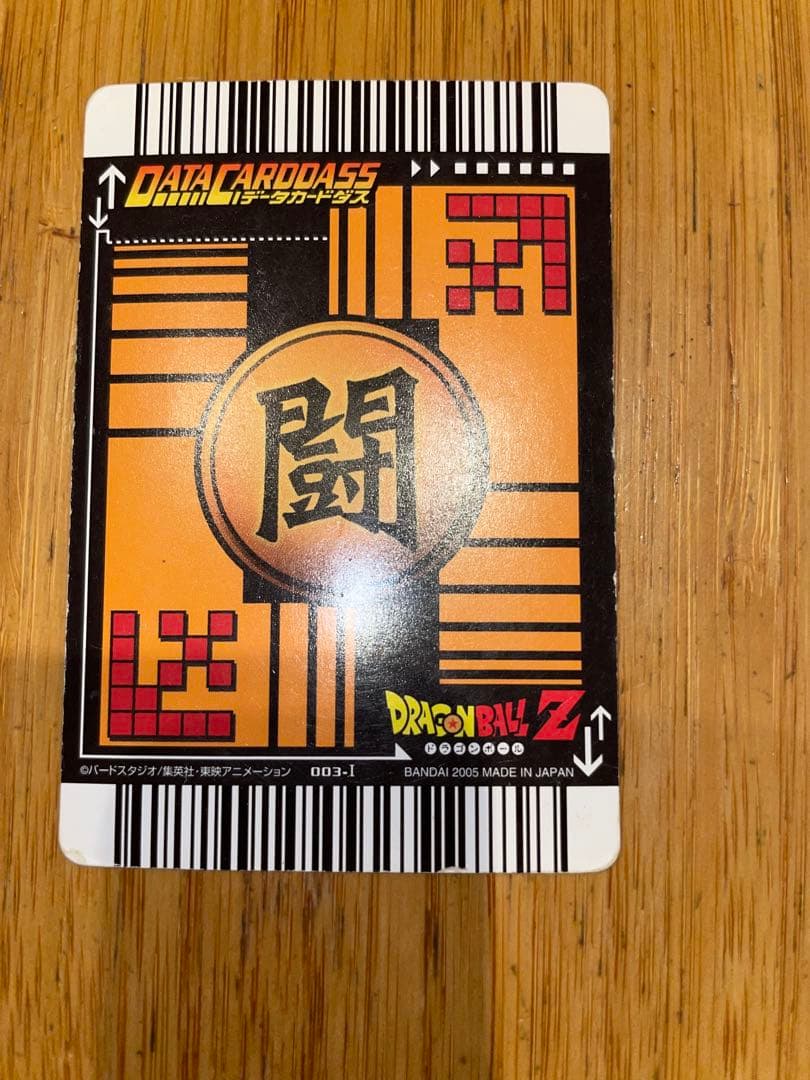 DATA CARDDASS
データカードダス
闘
DRAGON BALL Z
ドラゴンボール
©バードスタジオ/集英社・東映アニメーション 003-I BANDAI 2005 MADE IN JAPAN